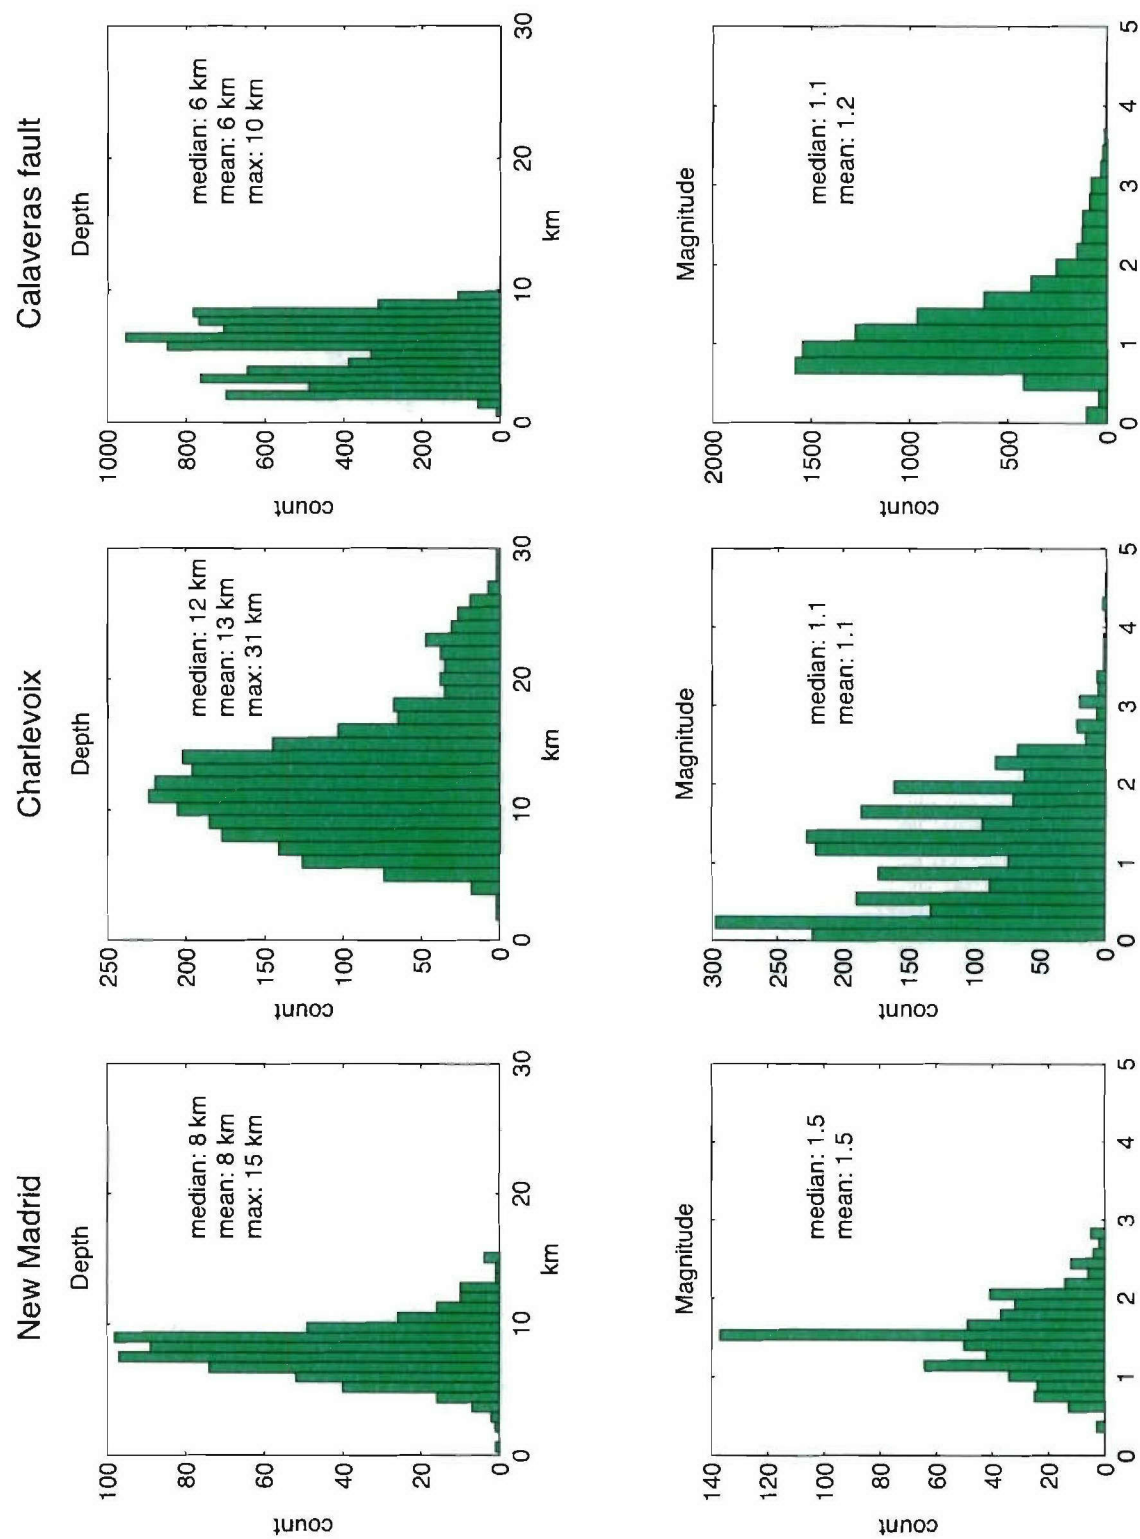 New Madrid
Depth
count
100
80
60
40
20
0
0
10
20
30
km
median: 8 km
mean: 8 km
max: 15 km
Charlevoix
Depth
count
250
200
150
100
50
0
0
10
20
30
km
median: 12 km
mean: 13 km
max: 31 km
Calaveras fault
Depth
count
1000
800
600
400
200
0
0
10
20
30
km
median: 6 km
mean: 6 km
max: 10 km
Magnitude
count
140
120
100
80
60
40
20
0
0
1
2
3
4
5
median: 1.5
mean: 1.5
Magnitude
count
300
250
200
150
100
50
0
0
1
2
3
4
5
median: 1.1
mean: 1.1
Magnitude
count
2000
1500
1000
500
0
0
1
2
3
4
5
median: 1.1
mean: 1.2